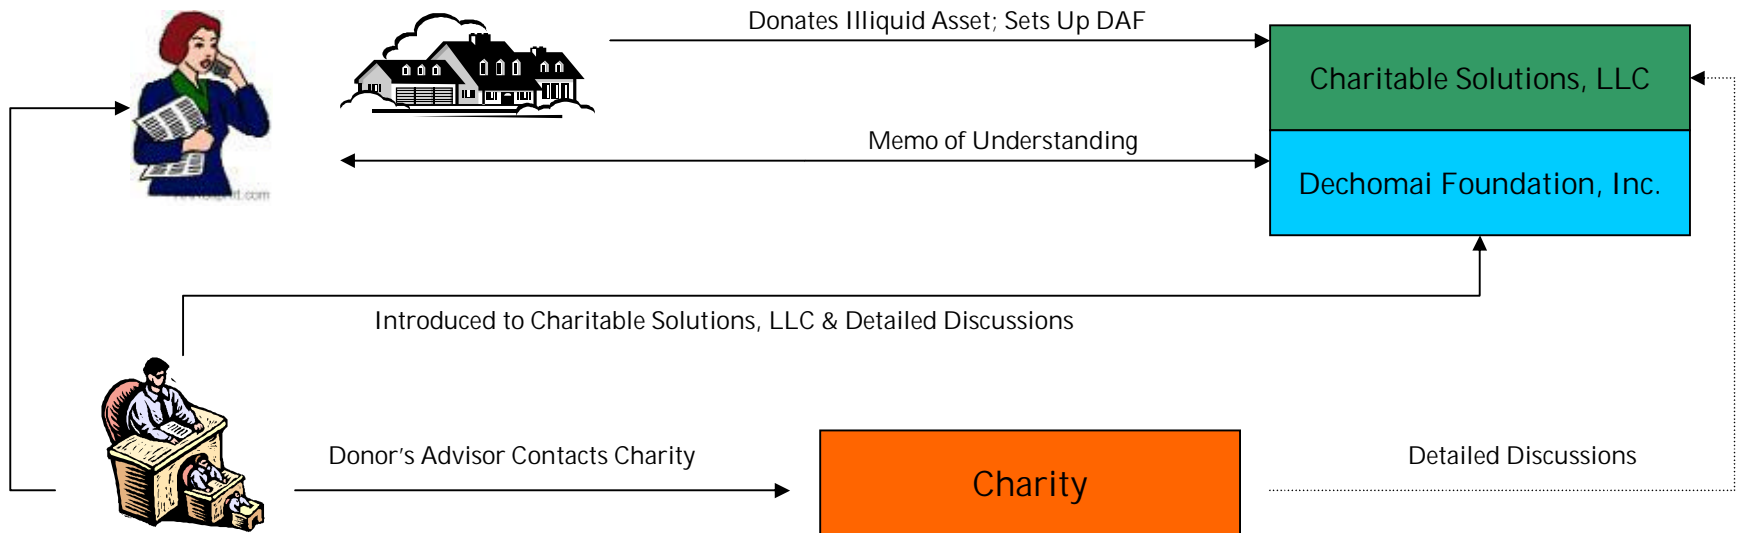 Donates Illiquid Asset; Sets Up DAF
Charitable Solutions, LLC
Memo of Understanding
Dechomai Foundation, Inc.
Introduced to Charitable Solutions, LLC & Detailed Discussions
Donor's Advisor Contacts Charity
Charity
Detailed Discussions